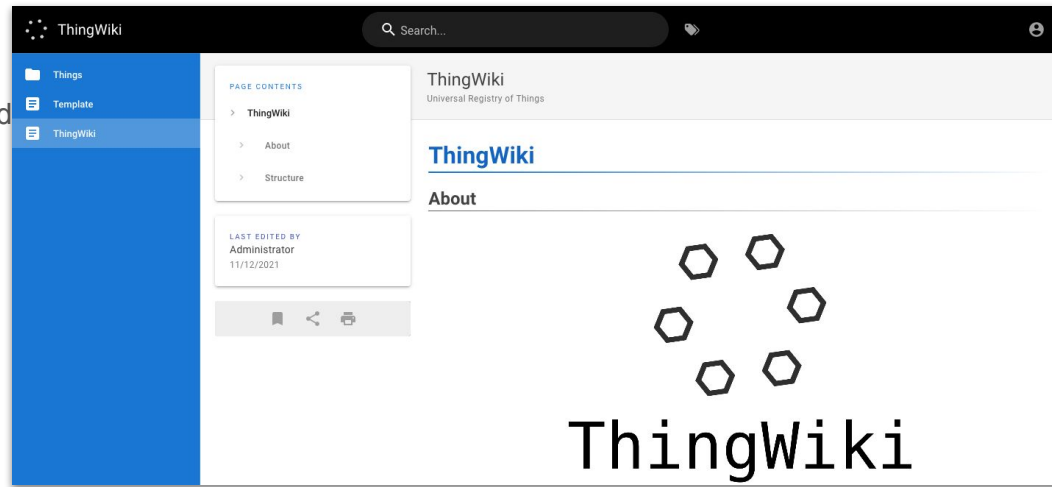 ThingWiki
Search...
d
Things
Template
ThingWiki
PAGE CONTENTS
ThingWiki
About
Structure
LAST EDITED BY
Administrator
11/12/2021
ThingWiki
Universal Registry of Things
ThingWiki
About
ThingWiki